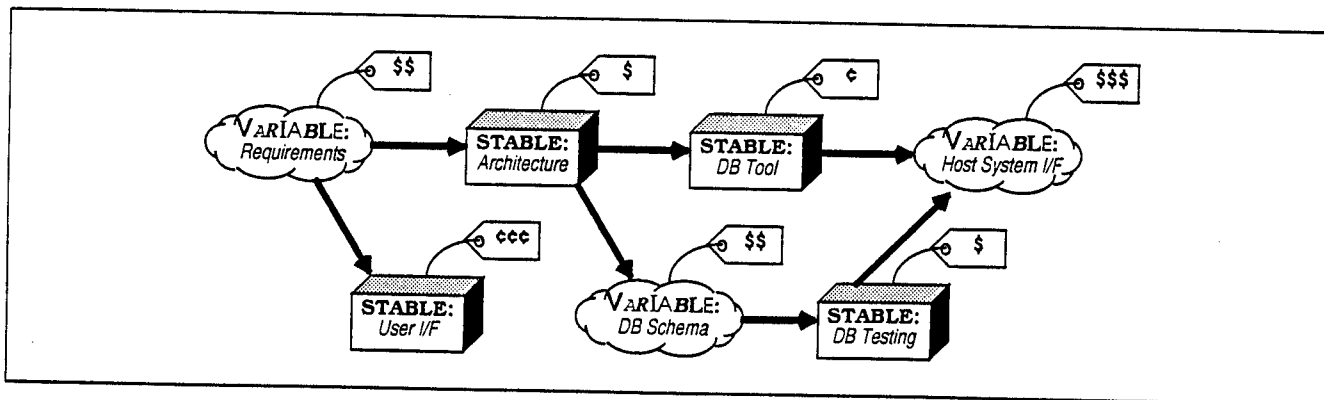 $$
VARIABLE:
Requirements
$
STABLE:
Architecture
¢
STABLE:
DB Tool
$$$
VARIABLE:
Host System I/F
¢¢¢
STABLE:
User I/F
$$
VARIABLE:
DB Schema
$
STABLE:
DB Testing